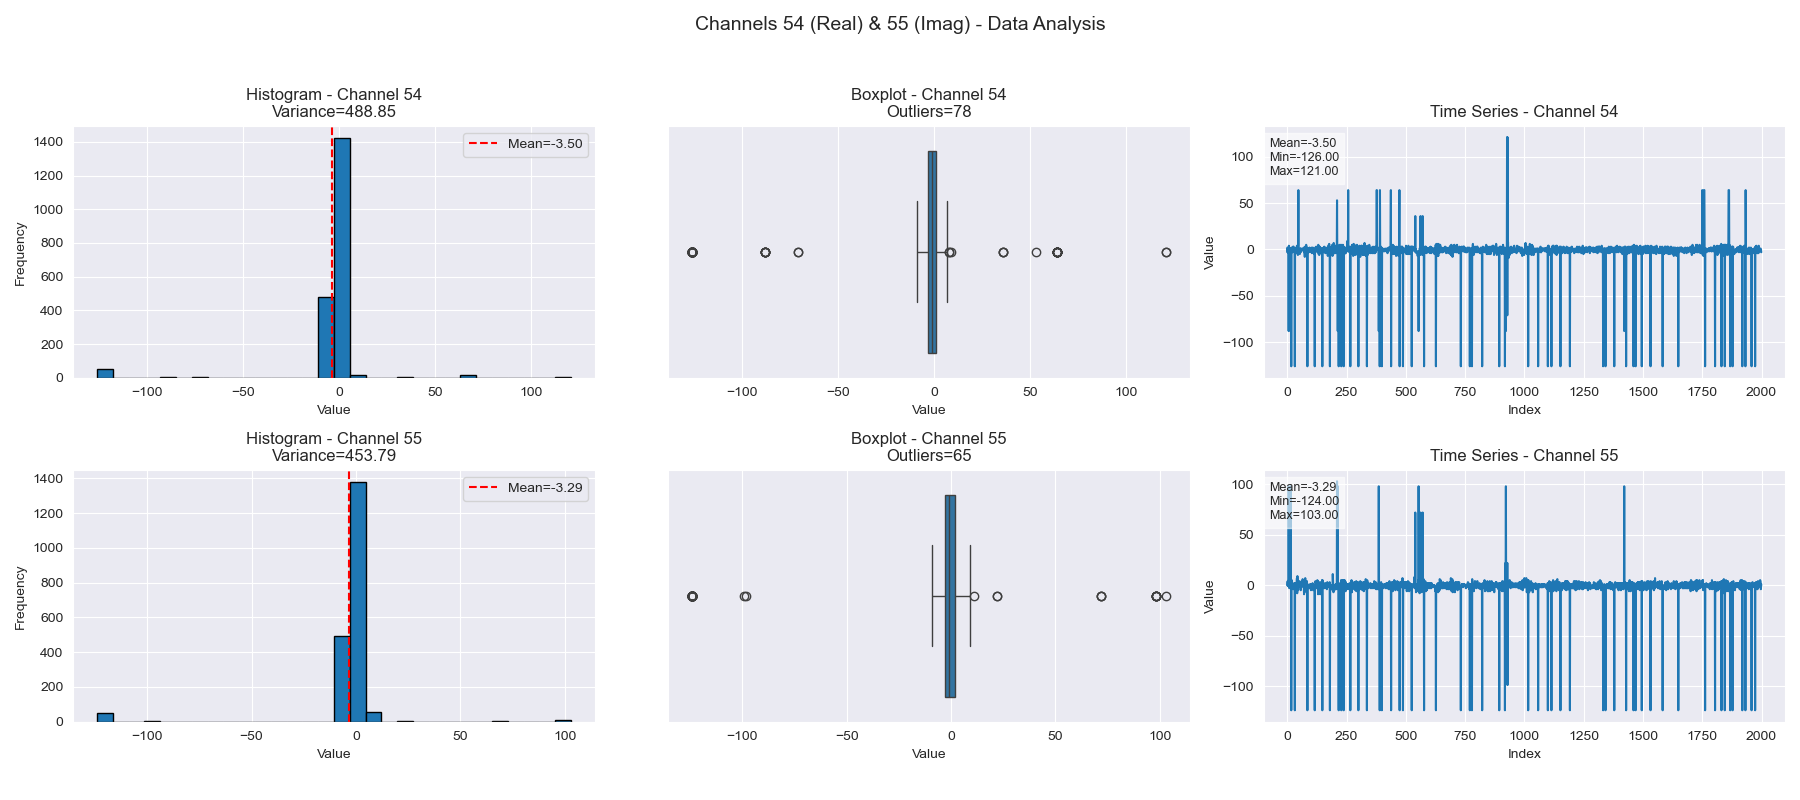 Channels 54 (Real) & 55 (Imag) - Data Analysis
Histogram - Channel 54
Variance=488.85
Mean=-3.50
Frequency
1400
1200
1000
800
600
400
200
0
−100
−50
0
50
100
Value
Boxplot - Channel 54
Outliers=78
−100
−50
0
50
100
Value
Time Series - Channel 54
Mean=-3.50
Min=-126.00
Max=121.00
Value
100
50
0
−50
−100
0
250
500
750
1000
1250
1500
1750
2000
Index
Histogram - Channel 55
Variance=453.79
Mean=-3.29
Frequency
1400
1200
1000
800
600
400
200
0
−100
−50
0
50
100
Value
Boxplot - Channel 55
Outliers=65
−100
−50
0
50
100
Value
Time Series - Channel 55
Mean=-3.29
Min=-124.00
Max=103.00
Value
100
50
0
−50
−100
0
250
500
750
1000
1250
1500
1750
2000
Index